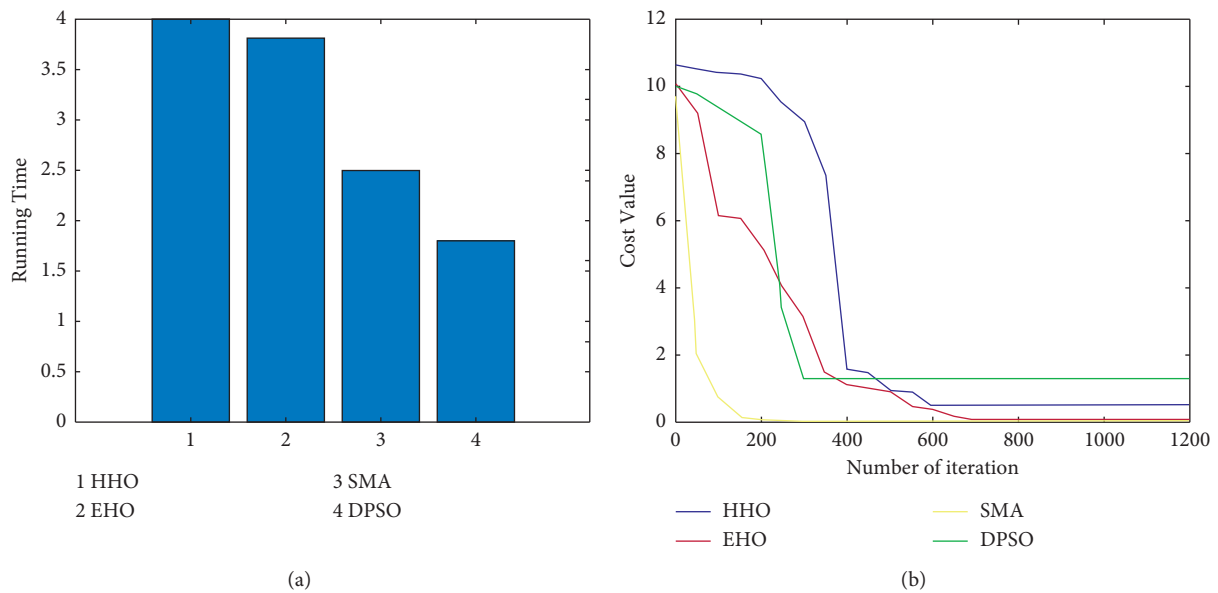 Running Time
4
3.5
3
2.5
2
1.5
1
0.5
0
1
2
3
4
1 HHO
2 EHO
3 SMA
4 DPSO
(a)
Cost Value
12
10
8
6
4
2
0
0
200
400
600
800
1000
1200
Number of iteration
HHO
EHO
SMA
DPSO
(b)